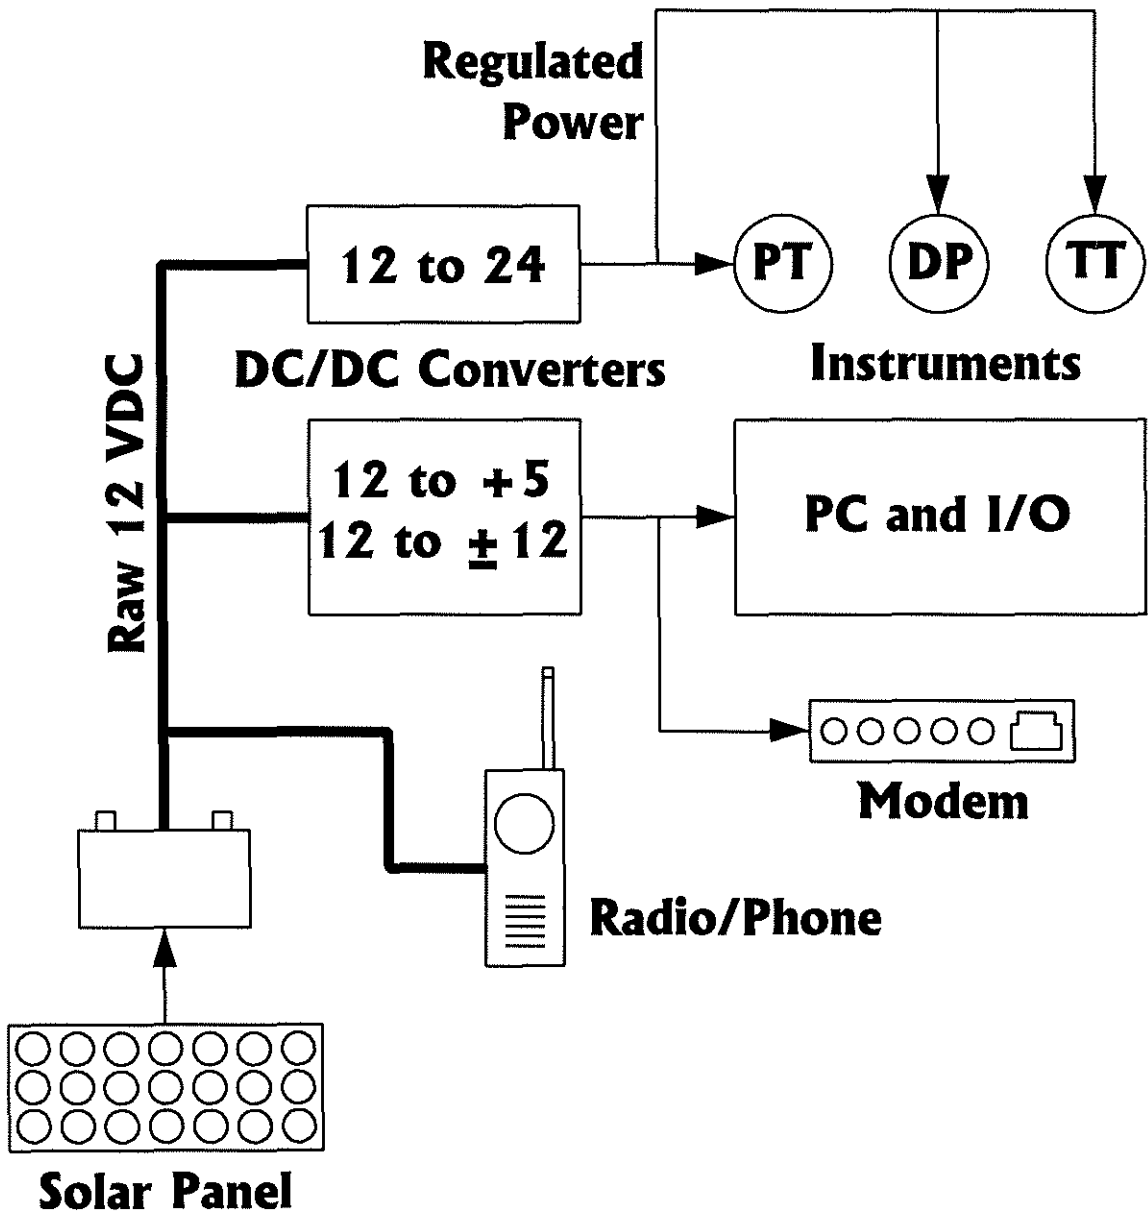 Regulated
Power
12 to 24
PT
DP
TT
DC/DC Converters
Instruments
Raw 12 VDC
12 to +5
12 to ±12
PC and I/O
Modem
Radio/Phone
Solar Panel